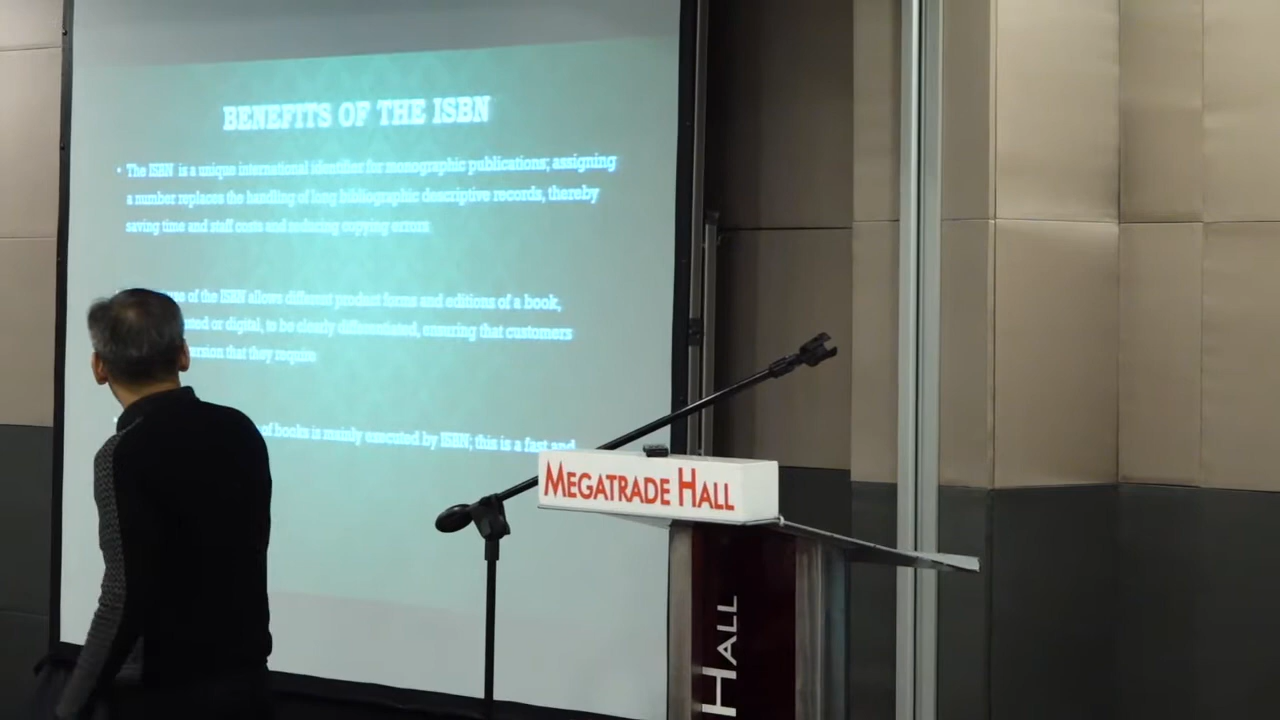 BENEFITS OF THE ISBN
• The ISBN is a unique international identifier for monographic publications; assigning
a number replaces the handling of long bibliographic descriptive records, thereby
saving time and staff costs and reducing copying errors
of the ISBN allows different product forms and editions of a book,
or digital, to be clearly differentiated, ensuring that customers
that they require
of books is mainly executed by ISBN; this is a fast and
MEGATRADE HALL
HALL